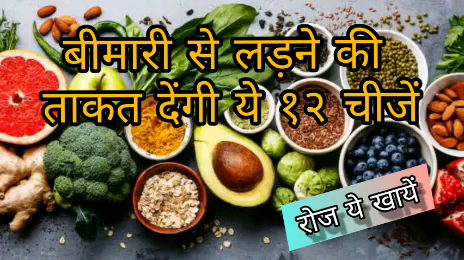 बीमारी से लड़ने की
ताकत देंगी ये १२ चीजें
रोज ये खायें